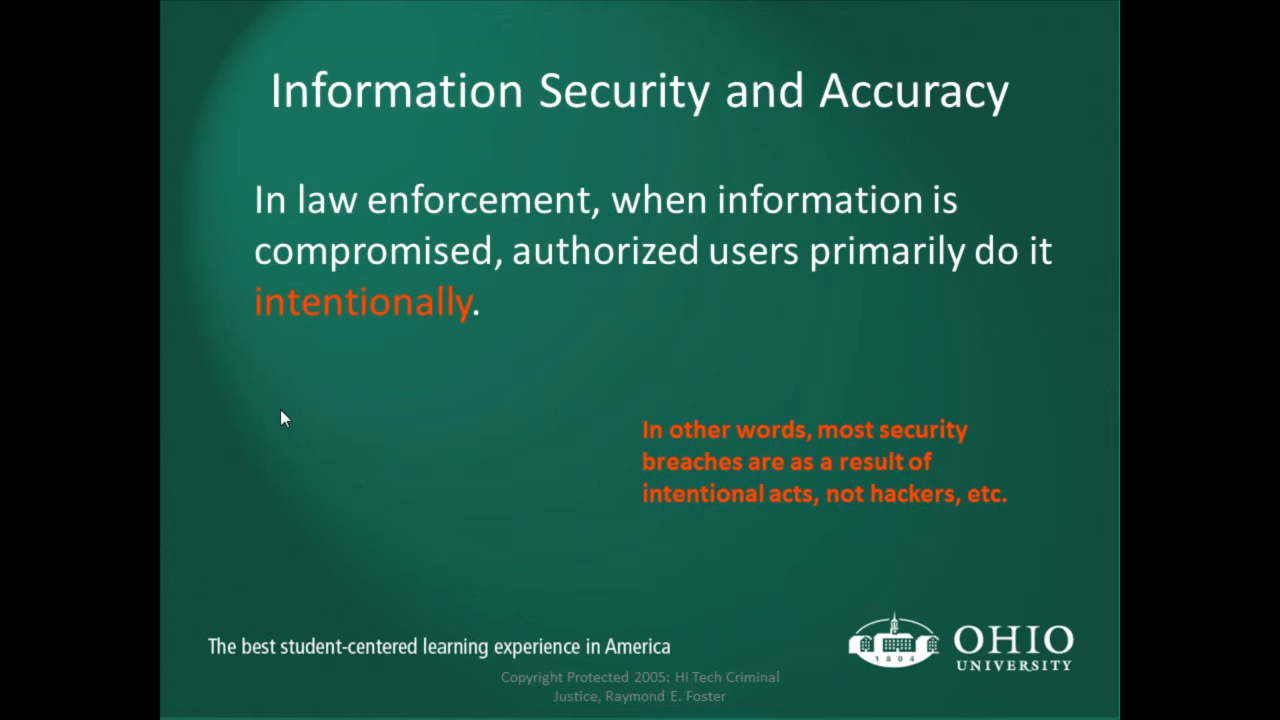 Information Security and Accuracy
In law enforcement, when information is
compromised, authorized users primarily do it
intentionally.
In other words, most security
breaches are as a result of
intentional acts, not hackers, etc.
The best student-centered learning experience in America
1804
OHIO
UNIVERSITY
Copyright Protected 2005: Hi Tech Criminal
Justice, Raymond E. Foster